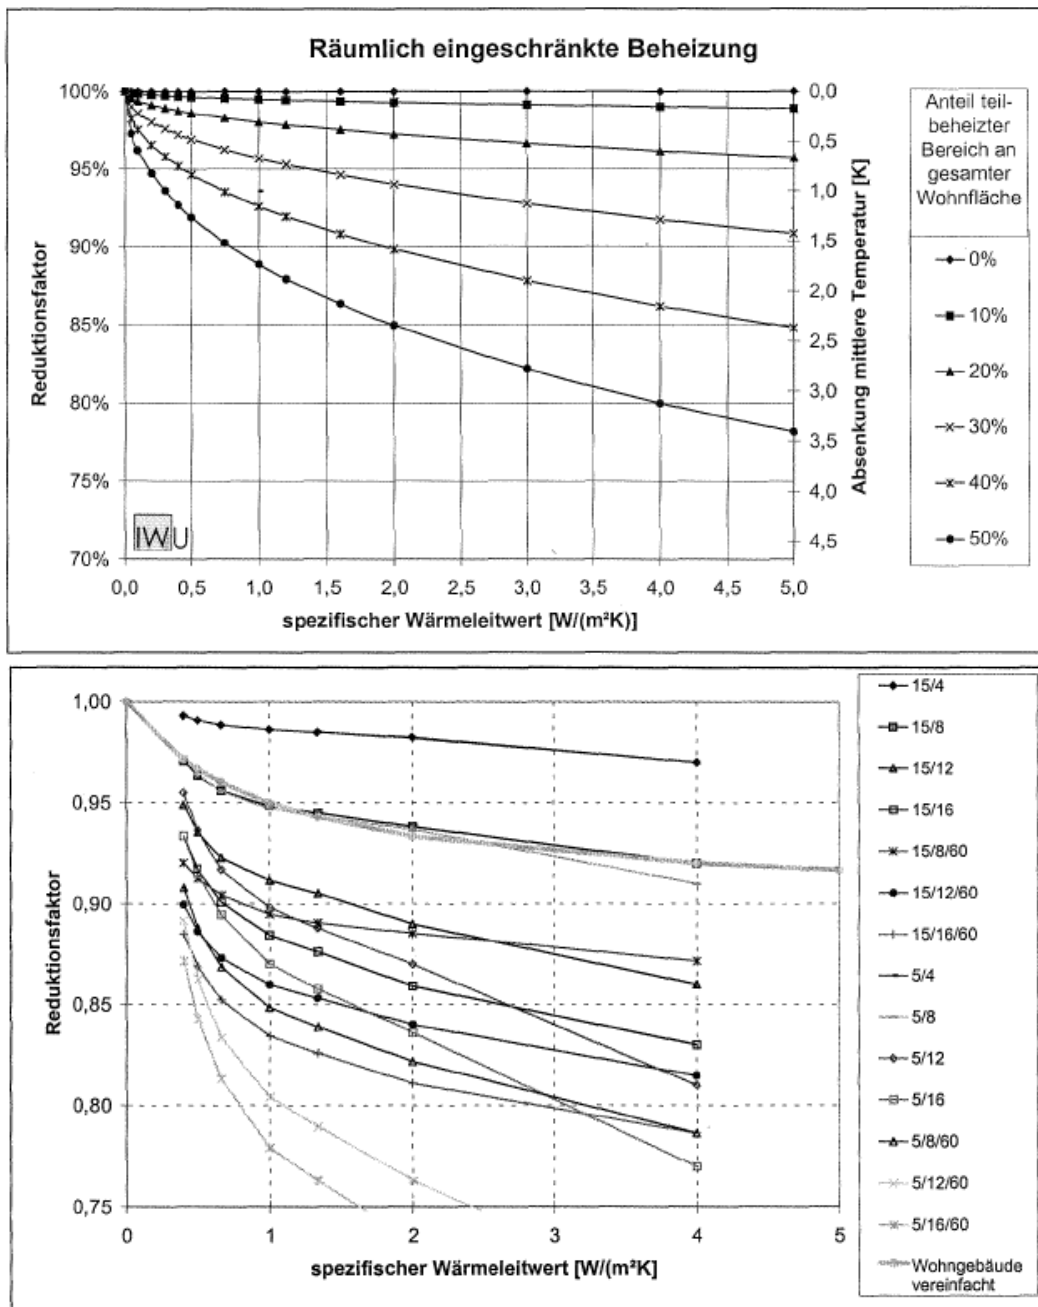 Räumlich eingeschränkte Beheizung
100%
95%
90%
85%
80%
75%
70%
Reduktionsfaktor
0,0
0,5
1,0
1,5
2,0
2,5
3,0
3,5
4,0
4,5
Absenkung mittlere Temperatur [K]
0,0 0,5 1,0 1,5 2,0 2,5 3,0 3,5 4,0 4,5 5,0
spezifischer Wärmeleitwert [W/(m²K)]
IWU
Anteil teil-
beheizter
Bereich an
gesamter
Wohnfläche
0%
10%
20%
30%
40%
50%
1,00
0,95
0,90
0,85
0,80
0,75
Reduktionsfaktor
0 1 2 3 4 5
spezifischer Wärmeleitwert [W/(m²K]
15/4
15/8
15/12
15/16
15/8/60
15/12/60
15/16/60
5/4
5/8
5/12
5/16
5/8/60
5/12/60
5/16/60
Wohngebäude
vereinfacht